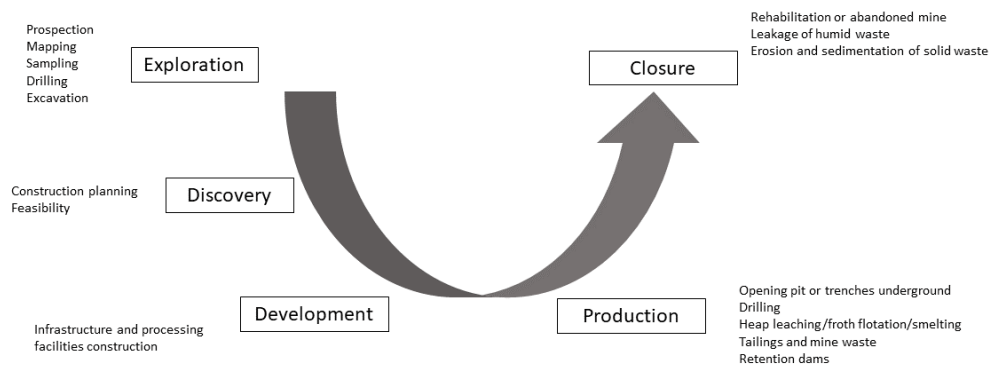 Prospection
Mapping
Sampling
Drilling
Excavation
Exploration
Construction planning
Feasibility
Discovery
Infrastructure and processing
facilities construction
Development
Production
Opening pit or trenches underground
Drilling
Heap leaching/froth flotation/smelting
Tailings and mine waste
Retention dams
Closure
Rehabilitation or abandoned mine
Leakage of humid waste
Erosion and sedimentation of solid waste